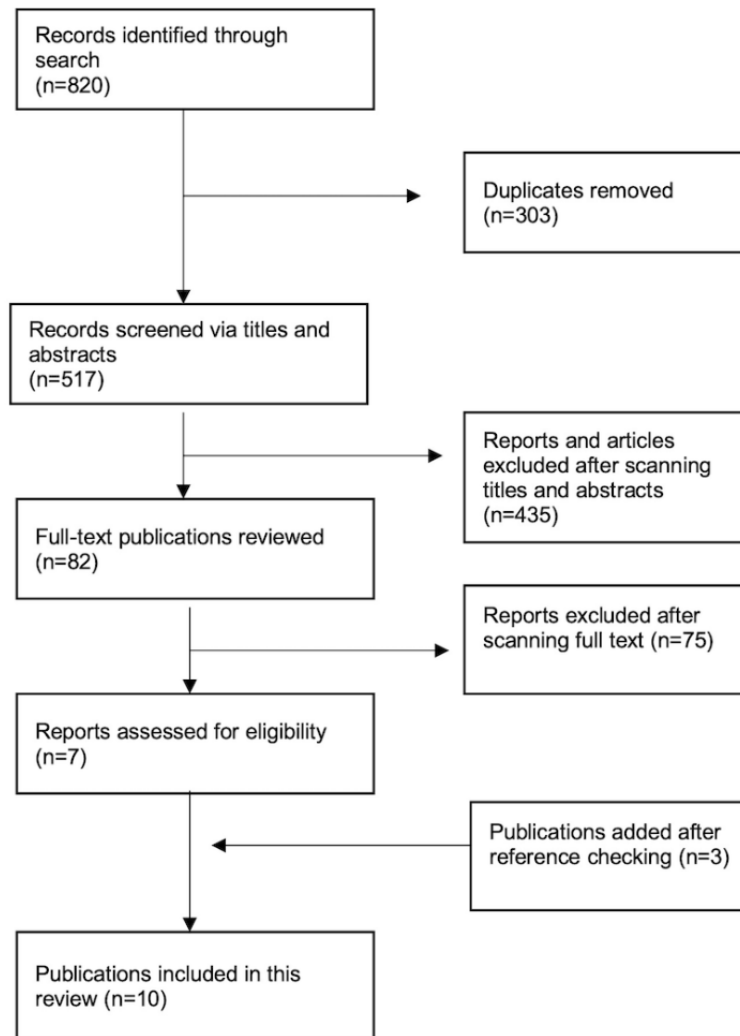 Records identified through
search
(n=820)
Duplicates removed
(n=303)
Records screened via titles and
abstracts
(n=517)
Reports and articles
excluded after scanning
titles and abstracts
(n=435)
Full-text publications reviewed
(n=82)
Reports excluded after
scanning full text (n=75)
Reports assessed for eligibility
(n=7)
Publications added after
reference checking (n=3)
Publications included in this
review (n=10)